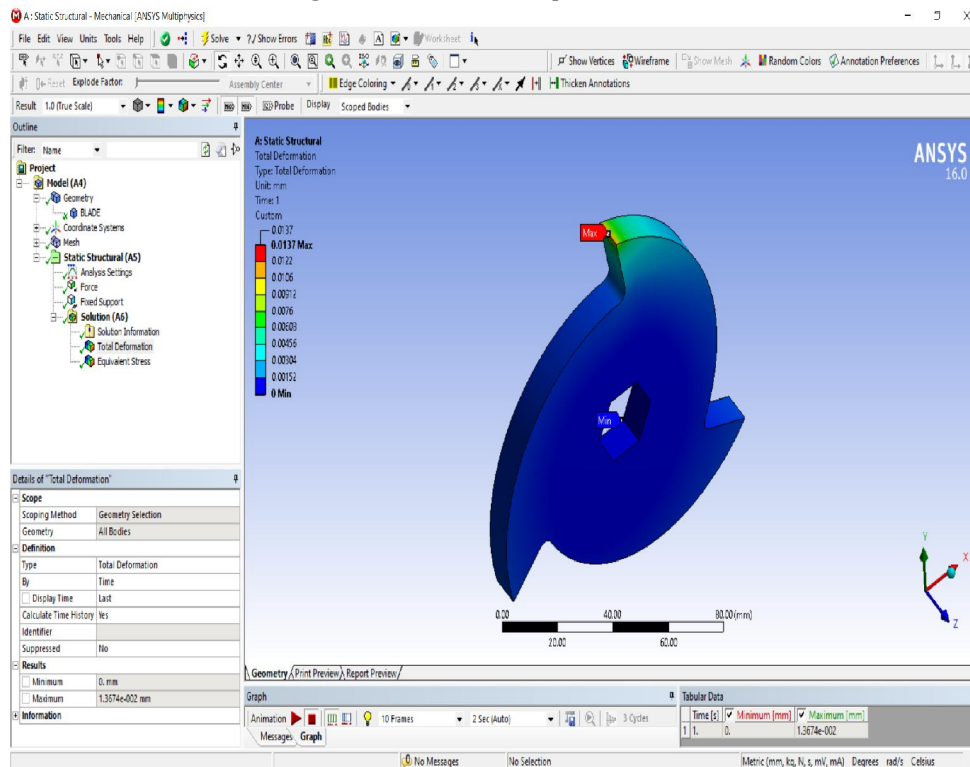 A : Static Structural - Mechanical [ANSYS Multiphysics]
File Edit View Units Tools Help Solve ?/ Show Errors Worksheet
Show Vertices Wireframe Show Mesh Random Colors Annotation Preferences
Reset Explode Factor: Assembly Center Edge Coloring Thicken Annotations
Result 1.0 (True Scale) Probe Display Scoped Bodies
Outline
Filter: Name
Project
Model (A4)
Geometry
BLADE
Coordinate Systems
Mesh
Static Structural (A5)
Analysis Settings
Force
Fixed Support
Solution (A6)
Solution Information
Total Deformation
Equivalent Stress
A: Static Structural
Total Deformation
Type: Total Deformation
Unit: mm
Time: 1
Custom
0.0137
0.0137 Max
0.0122
0.0106
0.00912
0.0076
0.00608
0.00456
0.00304
0.00152
0 Min
ANSYS
16.0
Max
Min
Y
X
Z
0.00 40.00 80.00 (mm)
20.00 60.00
Details of "Total Deformation"
Scope
Scoping Method Geometry Selection
Geometry All Bodies
Definition
Type Total Deformation
By Time
Display Time Last
Calculate Time History Yes
Identifier
Suppressed No
Results
Minimum 0. mm
Maximum 1.3674e-002 mm
Information
Geometry Print Preview Report Preview
Graph
Animation 10 Frames 2 Sec (Auto) 3 Cycles
Messages Graph
Tabular Data
Time [s] Minimum [mm] Maximum [mm]
1 1. 0. 1.3674e-002
No Messages No Selection Metric (mm, kg, N, s, mV, mA) Degrees rad/s Celsius